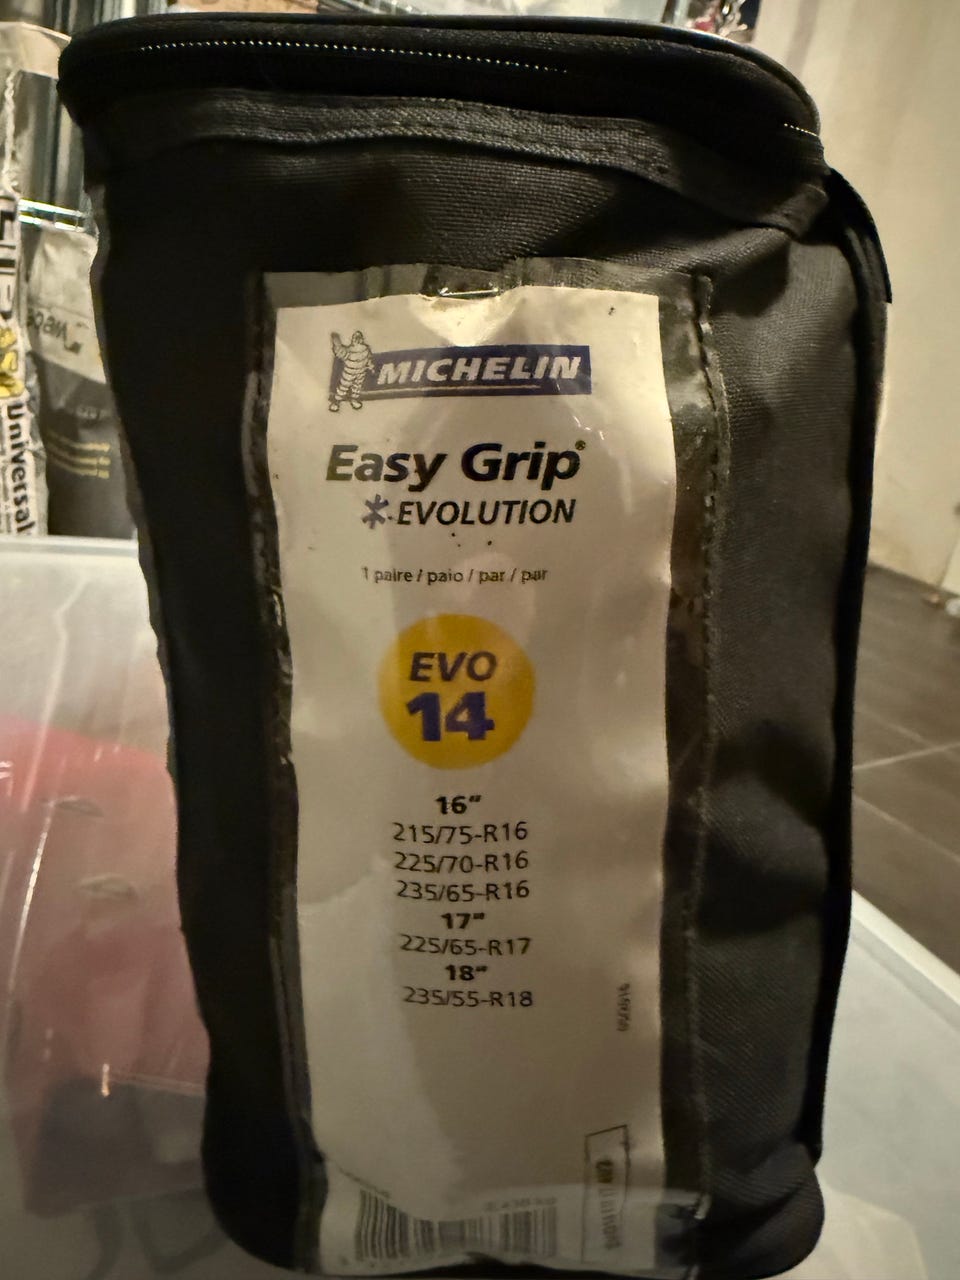 MICHELIN
Easy Grip®
EVOLUTION
1 paire / paio / par / par
EVO
14
16"
215/75-R16
225/70-R16
235/65-R16
17"
225/65-R17
18"
235/55-R18
Universal